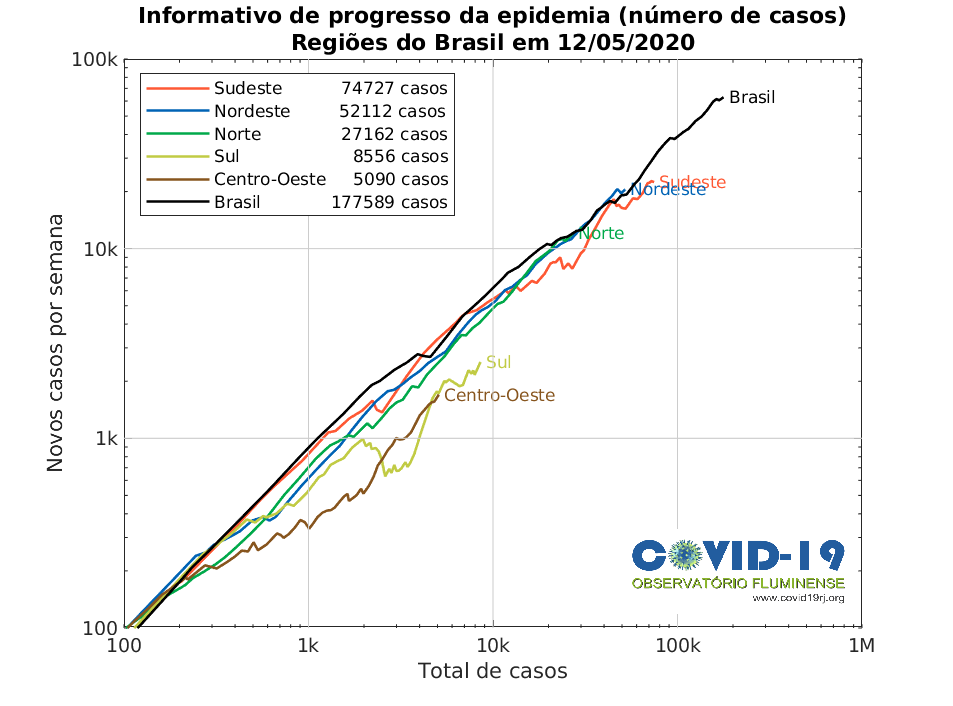 Informativo de progresso da epidemia (número de casos)
Regiões do Brasil em 12/05/2020
100k
10k
1k
100
Novos casos por semana
Sudeste 74727 casos
Nordeste 52112 casos
Norte 27162 casos
Sul 8556 casos
Centro-Oeste 5090 casos
Brasil 177589 casos
Brasil
Sudeste
Nordeste
Norte
Sul
Centro-Oeste
COVID-19
OBSERVATÓRIO FLUMINENSE
www.covid19rj.org
100 1k 10k 100k 1M
Total de casos